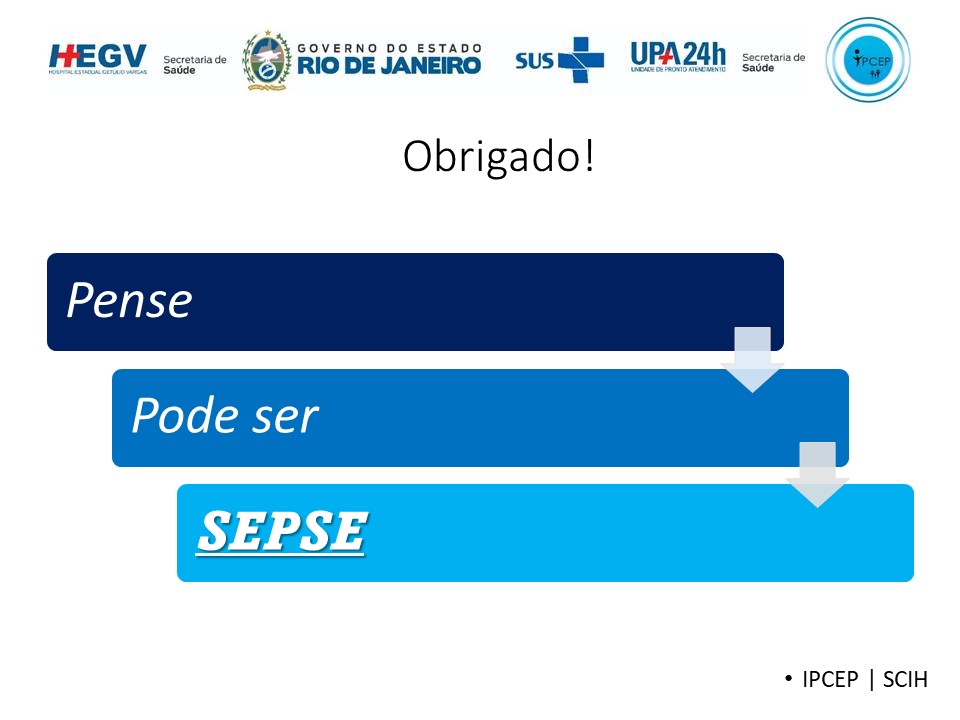 HEGV
HOSPITAL ESTADUAL GETÚLIO VARGAS
Secretaria de
Saúde
GOVERNO DO ESTADO
RIO DE JANEIRO
SUS
UPA 24h
UNIDADE DE PRONTO ATENDIMENTO
Secretaria de
Saúde
IPCEP
Obrigado!
Pense
Pode ser
SEPSE
• IPCEP | SCIH